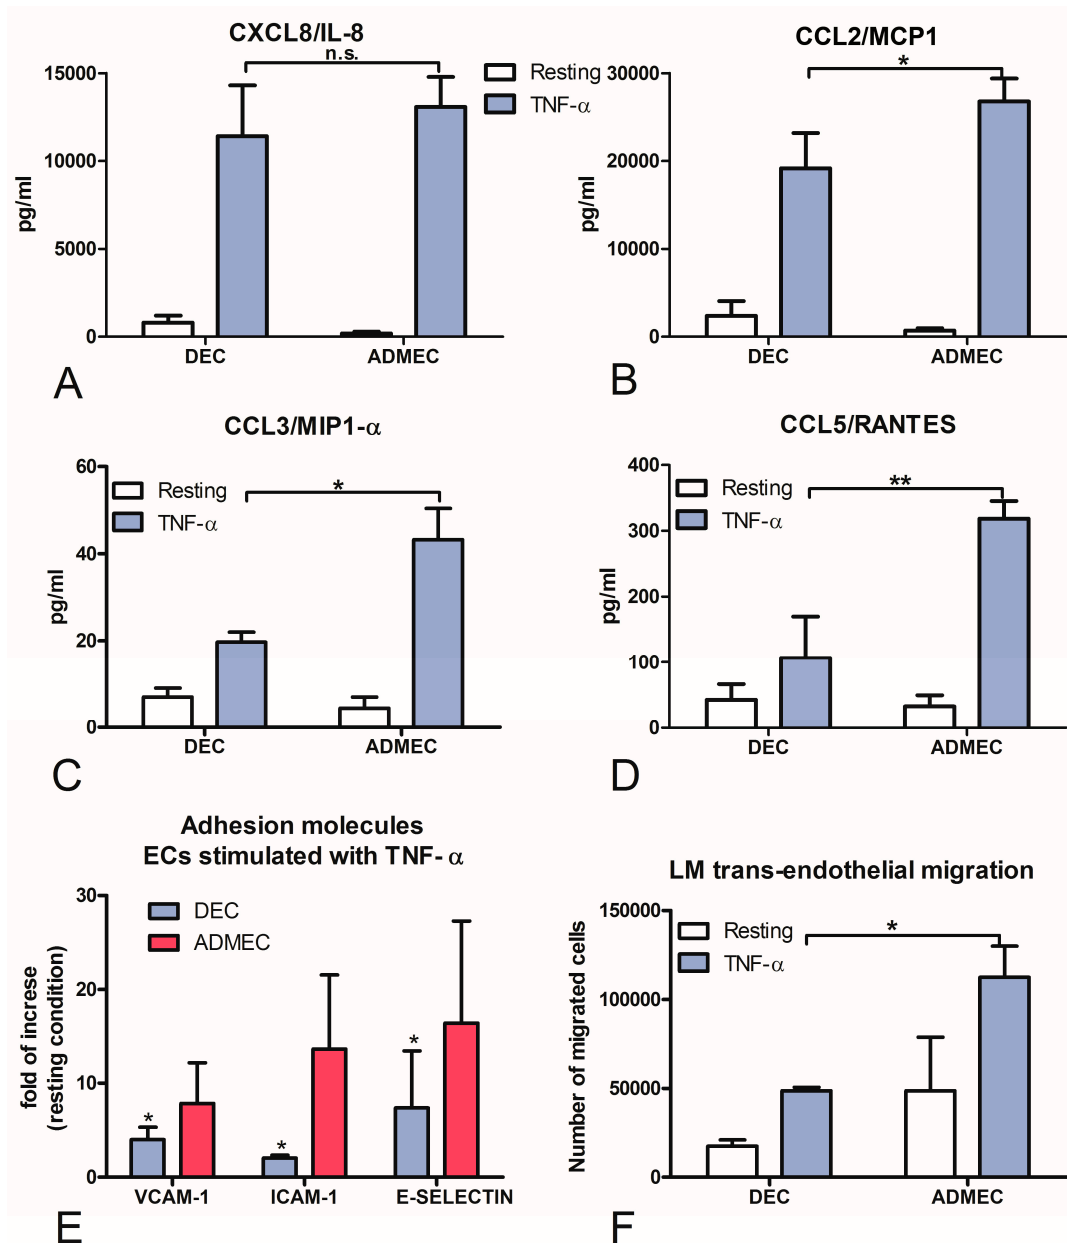 CXCL8/IL-8
n.s.
15000
10000
5000
0
pg/ml
DEC
ADMEC
Resting
TNF-α
A
CCL2/MCP1
*
30000
20000
10000
0
pg/ml
DEC
ADMEC
B
CCL3/MIP1-α
60
40
20
0
pg/ml
Resting
TNF-α
*
DEC
ADMEC
C
CCL5/RANTES
400
300
200
100
0
pg/ml
Resting
TNF-α
**
DEC
ADMEC
D
Adhesion molecules
ECs stimulated with TNF- α
30
20
10
0
fold of increse
(resting condition)
DEC
ADMEC
*
*
*
VCAM-1
ICAM-1
E-SELECTIN
E
LM trans-endothelial migration
150000
100000
50000
0
Number of migrated cells
Resting
TNF-α
*
DEC
ADMEC
F